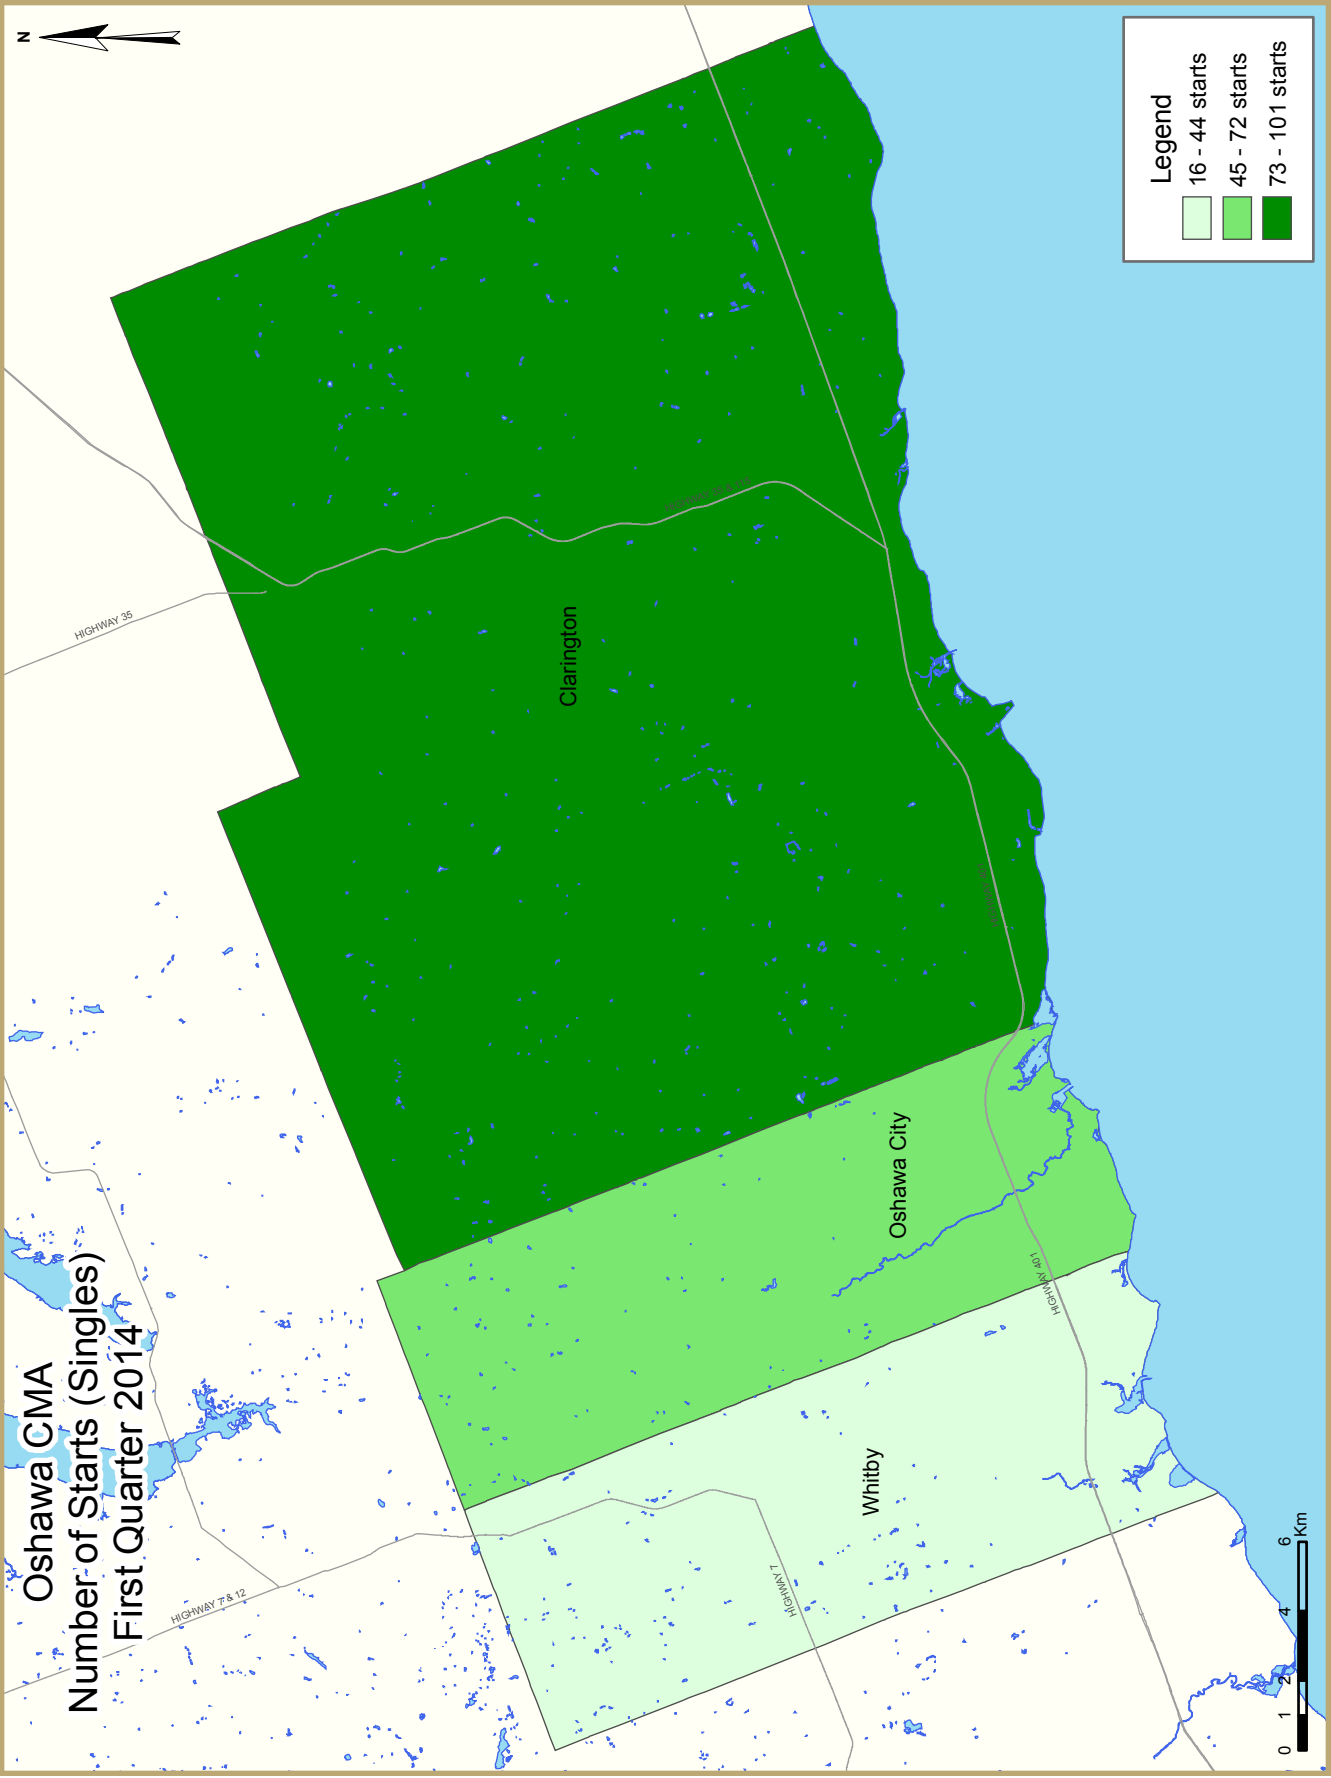 Oshawa CMA
Number of Starts (Singles)
First Quarter 2014
N
HIGHWAY 35
HIGHWAY 7 & 12
HIGHWAY 7
HIGHWAY 401
Clarington
Oshawa City
Whitby
Legend
16 - 44 starts
45 - 72 starts
73 - 101 starts
0 1 2 4 6
Km